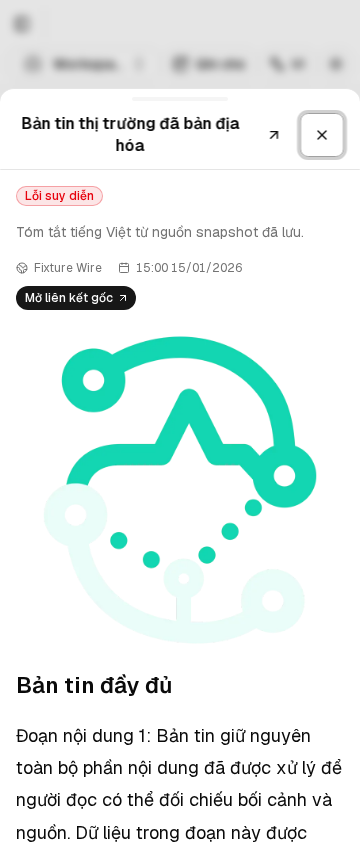 Bản tin thị trường đã bản địa
hóa
Lỗi suy diễn
Tóm tắt tiếng Việt từ nguồn snapshot đã lưu.
Fixture Wire 15:00 15/01/2026
Mở liên kết gốc
Bản tin đầy đủ
Đoạn nội dung 1: Bản tin giữ nguyên
toàn bộ phần nội dung đã được xử lý để
người đọc có thể đối chiếu bối cảnh và
nguồn. Dữ liệu trong đoạn này được